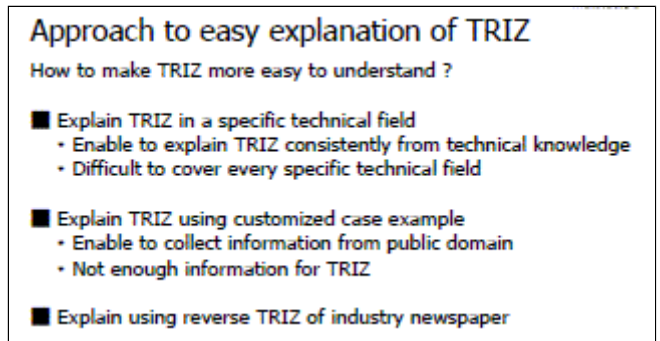 Approach to easy explanation of TRIZ
How to make TRIZ more easy to understand ?
■ Explain TRIZ in a specific technical field
・Enable to explain TRIZ consistently from technical knowledge
・Difficult to cover every specific technical field
■ Explain TRIZ using customized case example
・Enable to collect information from public domain
・Not enough information for TRIZ
■ Explain using reverse TRIZ of industry newspaper